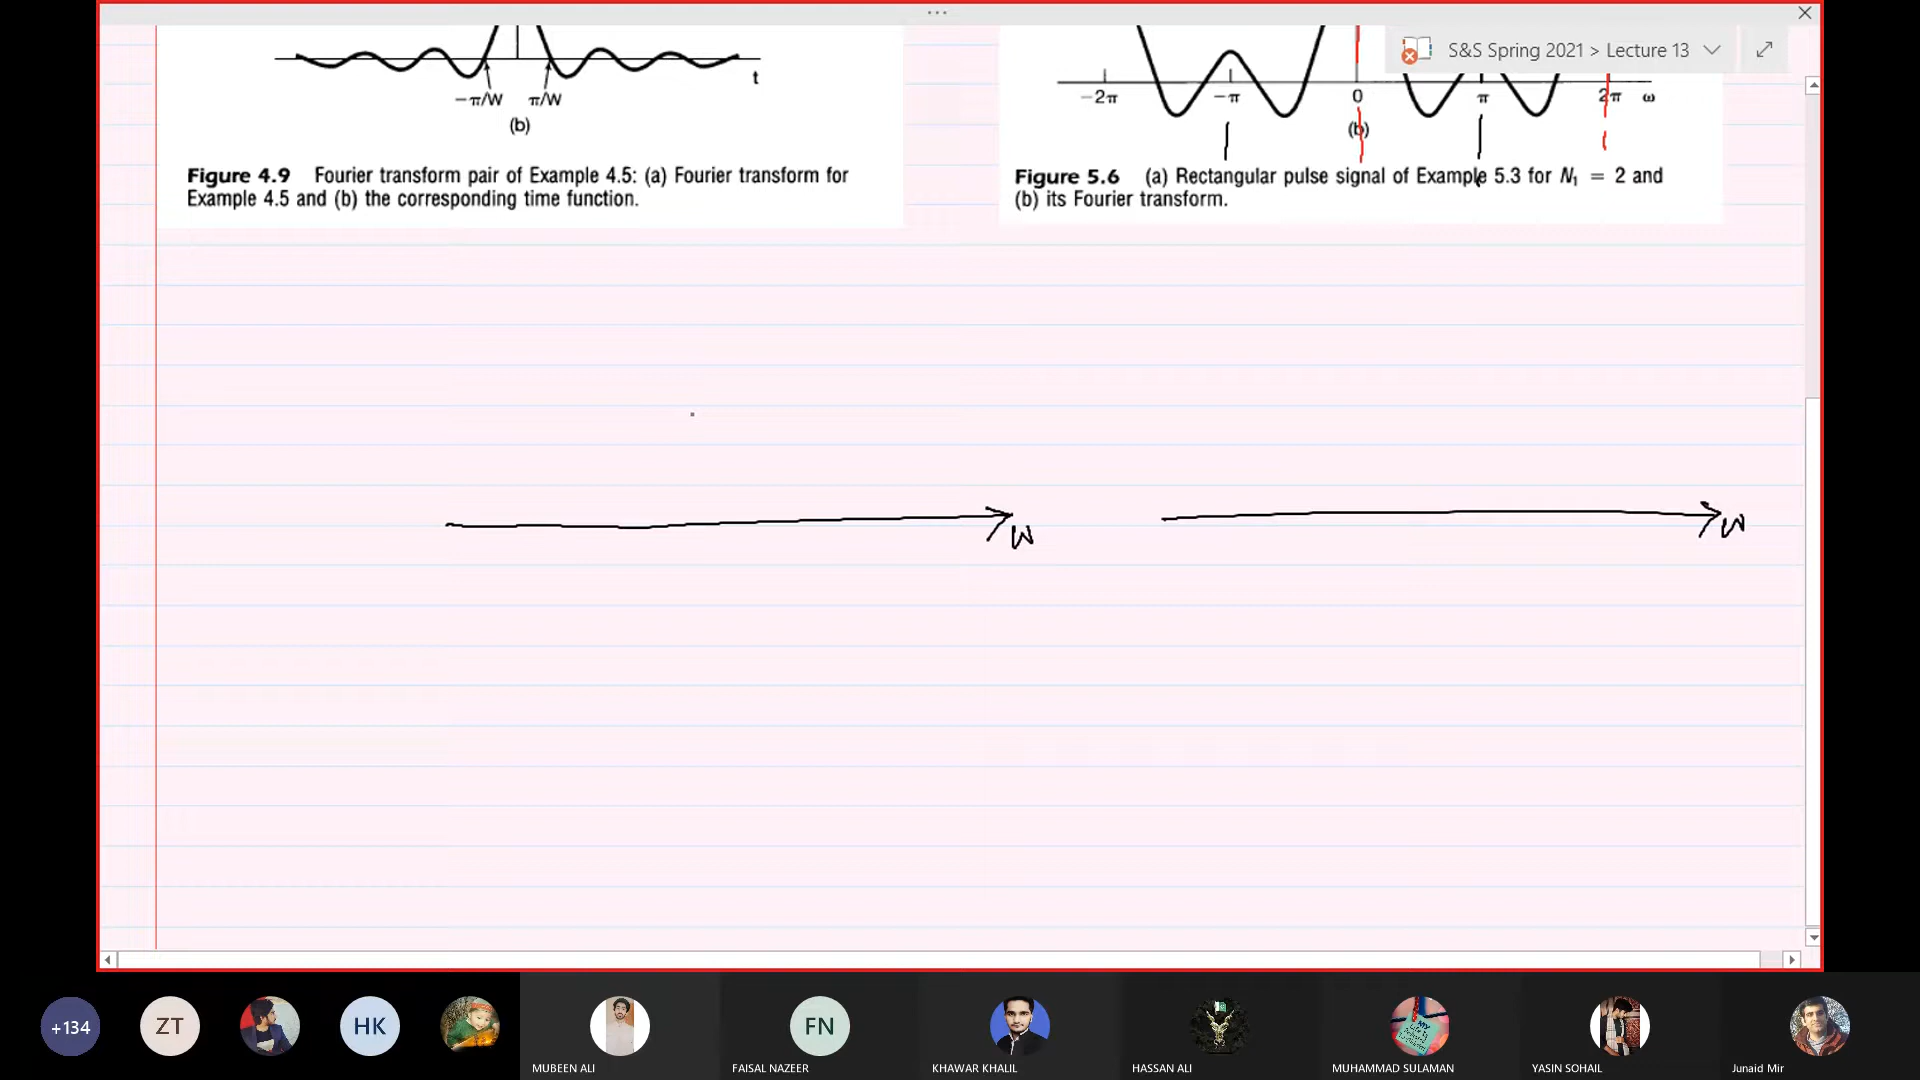 S&S Spring 2021 > Lecture 13
t
−π/W π/W
(b)
Figure 4.9 Fourier transform pair of Example 4.5: (a) Fourier transform for
Example 4.5 and (b) the corresponding time function.
−2π −π 0 π 2π ω
(b)
Figure 5.6 (a) Rectangular pulse signal of Example 5.3 for N₁ = 2 and
(b) its Fourier transform.
W
W
+134
ZT
HK
FN
MY
MUBEEN ALI
FAISAL NAZEER
KHAWAR KHALIL
HASSAN ALI
MUHAMMAD SULAMAN
YASIN SOHAIL
Junaid Mir